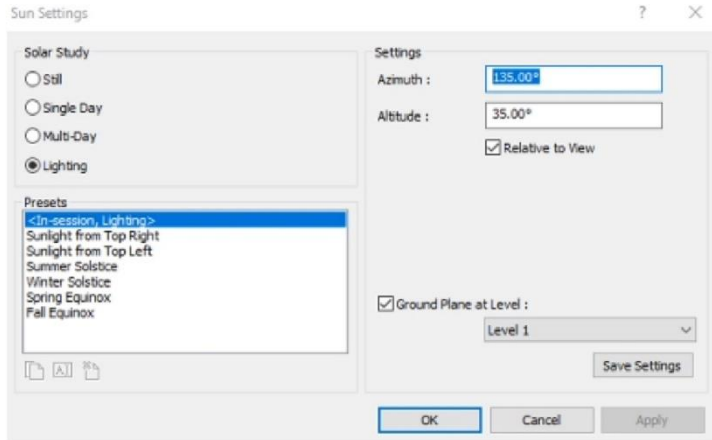 Sun Settings
?
Solar Study
Still
Single Day
Multi-Day
Lighting
Presets
<In-session, Lighting>
Sunlight from Top Right
Sunlight from Top Left
Summer Solstice
Winter Solstice
Spring Equinox
Fall Equinox
Settings
Azimuth :
135.00°
Altitude :
35.00°
Relative to View
Ground Plane at Level :
Level 1
Save Settings
OK
Cancel
Apply